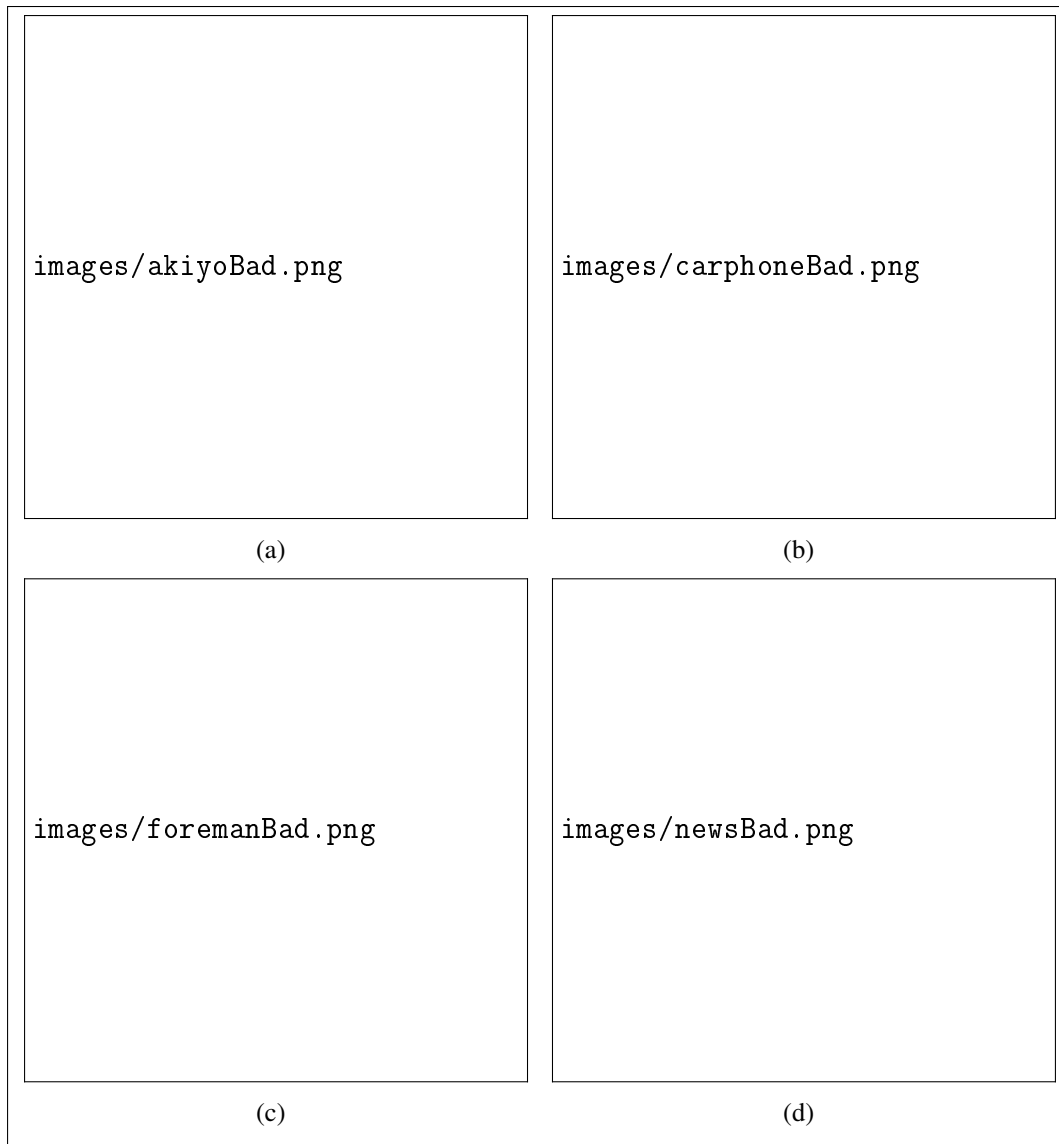 images/akiyoBad.png
images/carphoneBad.png
(a)
(b)
images/foremanBad.png
images/newsBad.png
(c)
(d)